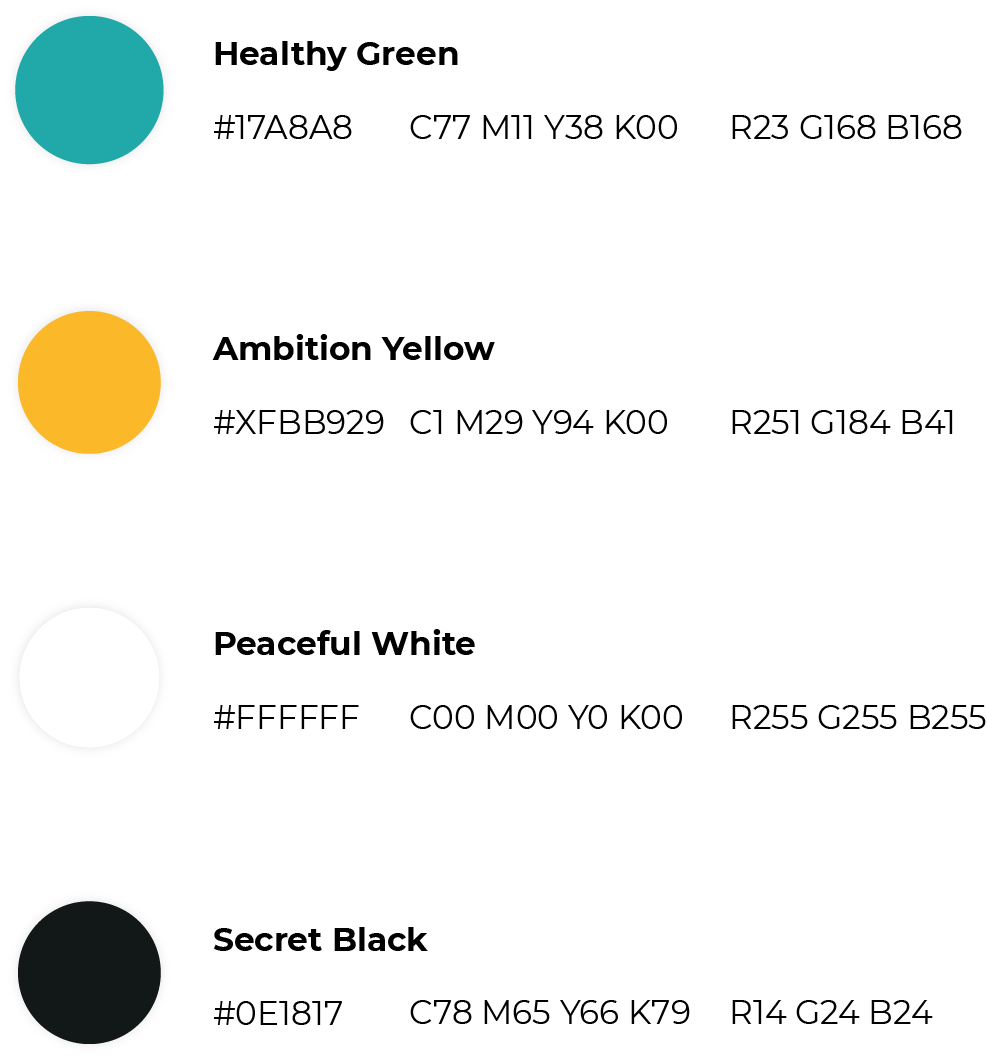 Healthy Green
#17A8A8 C77 M11 Y38 K00 R23 G168 B168
Ambition Yellow
#XFBB929 C1 M29 Y94 K00 R251 G184 B41
Peaceful White
#FFFFFF C00 M00 Y0 K00 R255 G255 B255
Secret Black
#0E1817 C78 M65 Y66 K79 R14 G24 B24